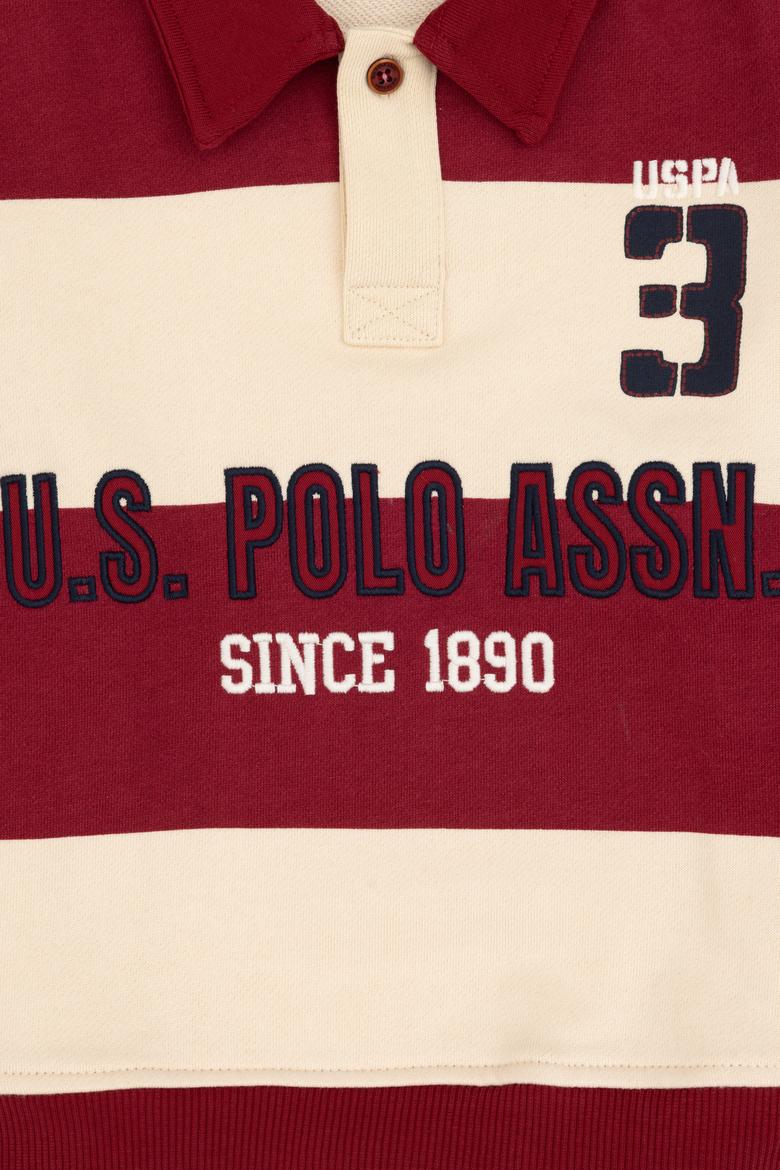 USPA
3
U.S. POLO ASSN.
SINCE 1890